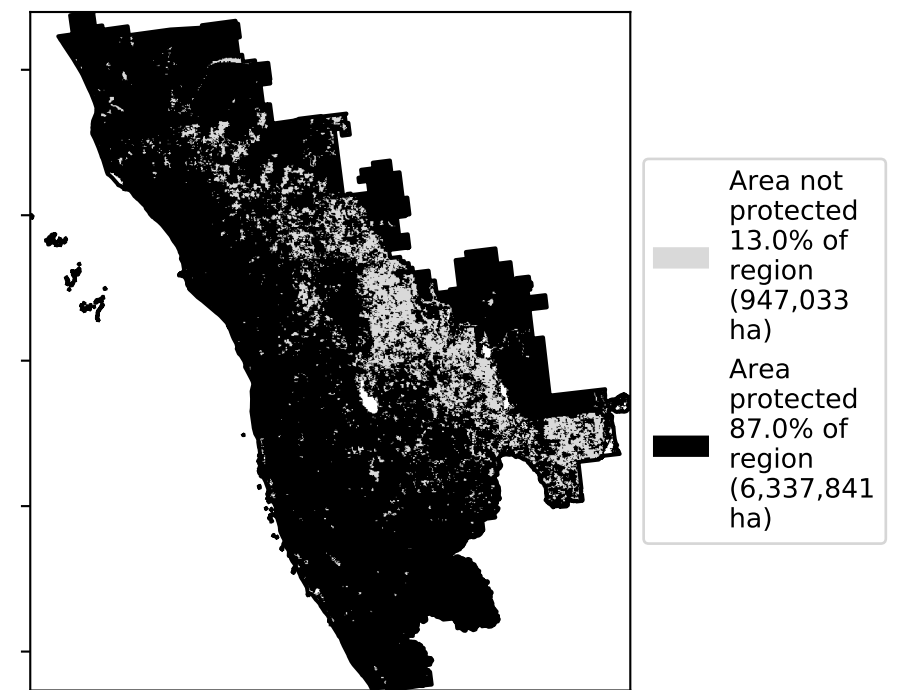 Area not
protected
13.0% of
region
(947,033
ha)
Area
protected
87.0% of
region
(6,337,841
ha)